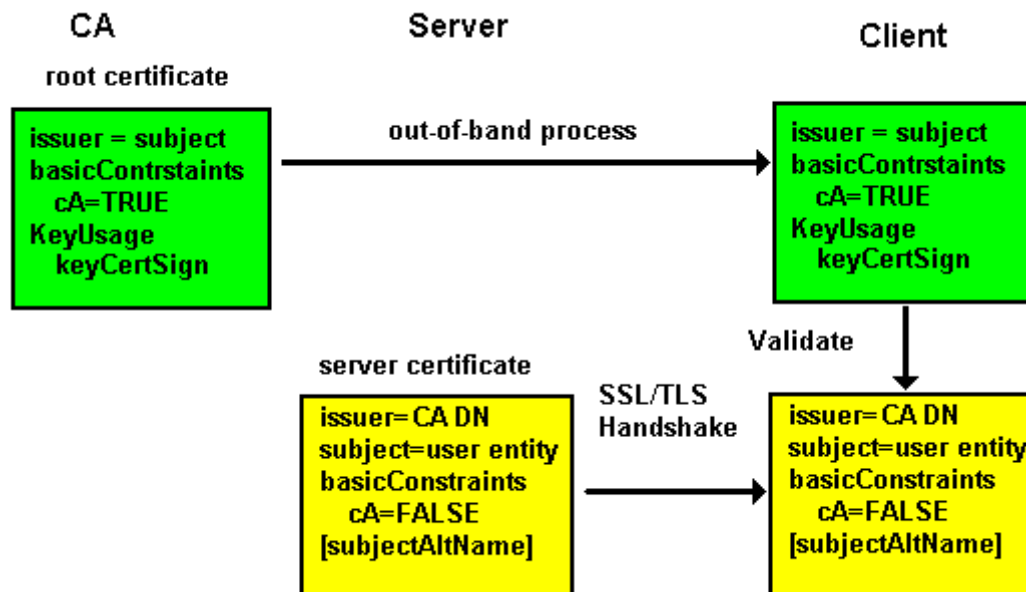 CA
Server
Client
root certificate
issuer = subject
basicContrstaints
cA=TRUE
KeyUsage
keyCertSign
out-of-band process
issuer = subject
basicContrstaints
cA=TRUE
KeyUsage
keyCertSign
Validate
server certificate
issuer= CA DN
subject=user entity
basicConstraints
cA=FALSE
[subjectAltName]
SSL/TLS
Handshake
issuer= CA DN
subject=user entity
basicConstraints
cA=FALSE
[subjectAltName]